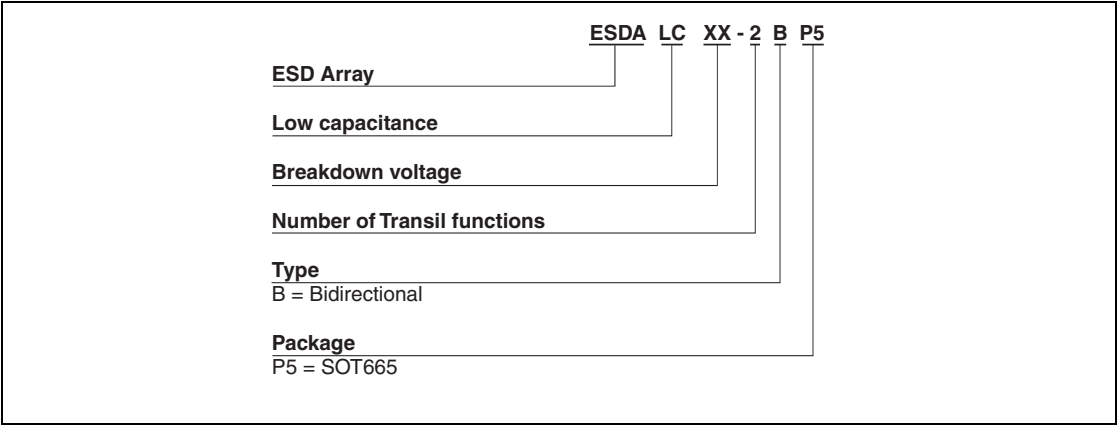 ESDA LC XX - 2 B P5
ESD Array
Low capacitance
Breakdown voltage
Number of Transil functions
Type
B = Bidirectional
Package
P5 = SOT665